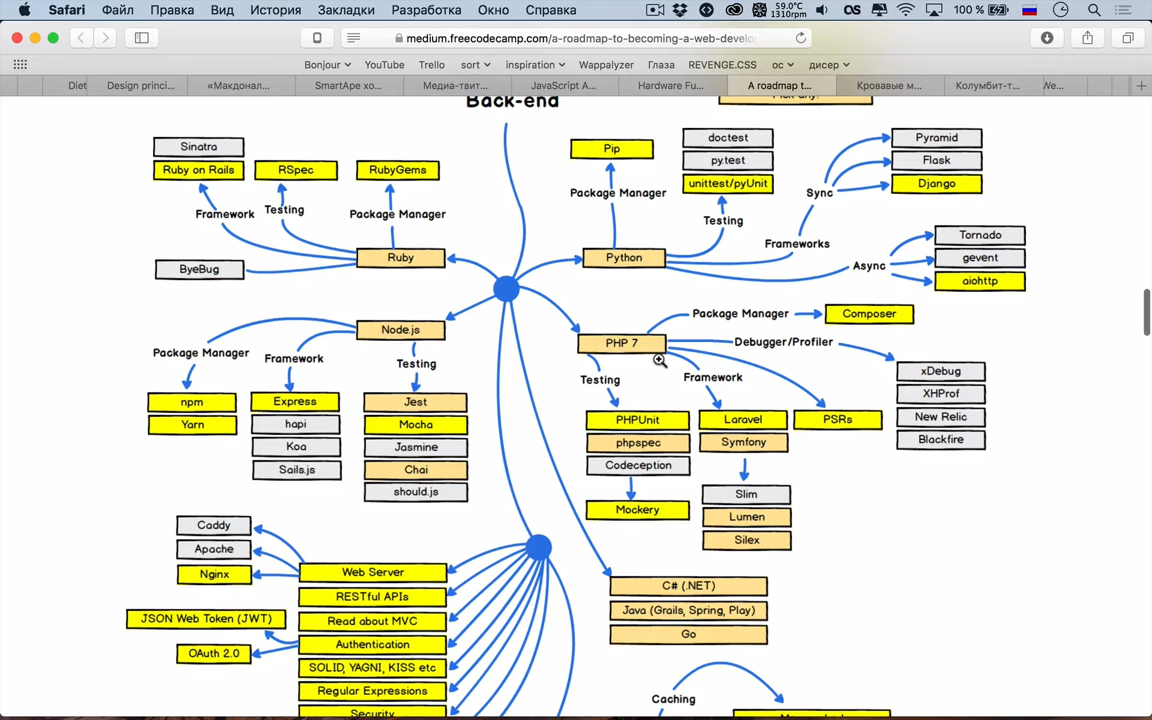 Safari Файл Правка Вид История Закладки Разработка Окно Справка 59.0°C 1310rpm 100 %
medium.freecodecamp.com/a-roadmap-to-becoming-a-web-develo
Bonjour YouTube Trello sort inspiration Wappalyzer Глаза REVENGE.CSS ос дисер
Diet Design princi... «Макдонал... SmartApe хо... Медиа-твит... JavaScript A... Hardware Fu... A roadmap t... Кровавые м... Колумбит-т... We...
Back-end
Sinatra
Ruby on Rails
RSpec
RubyGems
Framework
Testing
Package Manager
Ruby
ByeBug
Pip
Package Manager
doctest
py.test
unittest/pyUnit
Testing
Python
Sync
Frameworks
Async
Pyramid
Flask
Django
Tornado
gevent
aiohttp
Node.js
Package Manager
Framework
Testing
npm
Yarn
Express
hapi
Koa
Sails.js
Jest
Mocha
Jasmine
Chai
should.js
PHP 7
Package Manager
Composer
Debugger/Profiler
xDebug
XHProf
New Relic
Blackfire
Testing
Framework
PHPUnit
phpspec
Codeception
Mockery
Laravel
Symfony
Slim
Lumen
Silex
PSRs
Caddy
Apache
Nginx
JSON Web Token (JWT)
OAuth 2.0
Web Server
RESTful APIs
Read about MVC
Authentication
SOLID, YAGNI, KISS etc
Regular Expressions
Security
C# (.NET)
Java (Grails, Spring, Play)
Go
Caching